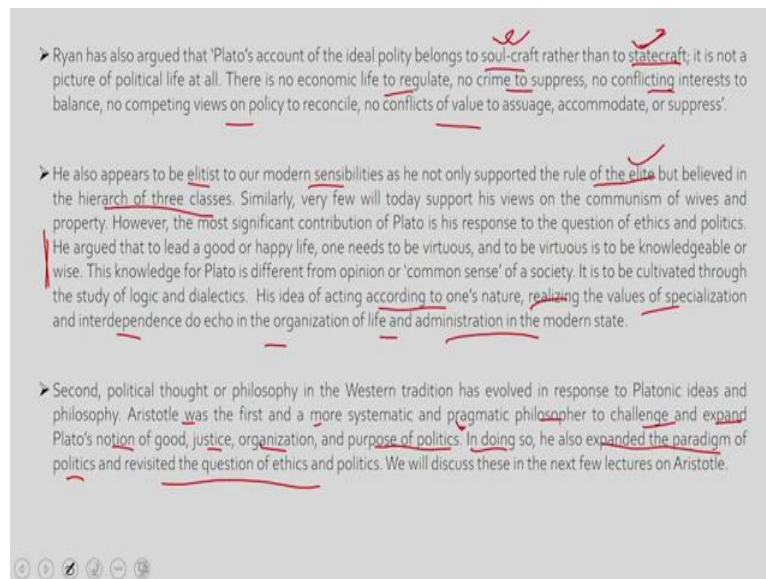 ➤ Ryan has also argued that 'Plato's account of the ideal polity belongs to soul-craft rather than to statecraft; it is not a
picture of political life at all. There is no economic life to regulate, no crime to suppress, no conflicting interests to
balance, no competing views on policy to reconcile, no conflicts of value to assuage, accommodate, or suppress'.
➤ He also appears to be elitist to our modern sensibilities as he not only supported the rule of the elite but believed in
the hierarch of three classes. Similarly, very few will today support his views on the communism of wives and
property. However, the most significant contribution of Plato is his response to the question of ethics and politics.
He argued that to lead a good or happy life, one needs to be virtuous, and to be virtuous is to be knowledgeable or
wise. This knowledge for Plato is different from opinion or 'common sense' of a society. It is to be cultivated through
the study of logic and dialectics. His idea of acting according to one's nature, realizing the values of specialization
and interdependence do echo in the organization of life and administration in the modern state.
➤ Second, political thought or philosophy in the Western tradition has evolved in response to Platonic ideas and
philosophy. Aristotle was the first and a more systematic and pragmatic philosopher to challenge and expand
Plato's notion of good, justice, organization, and purpose of politics. In doing so, he also expanded the paradigm of
politics and revisited the question of ethics and politics. We will discuss these in the next few lectures on Aristotle.